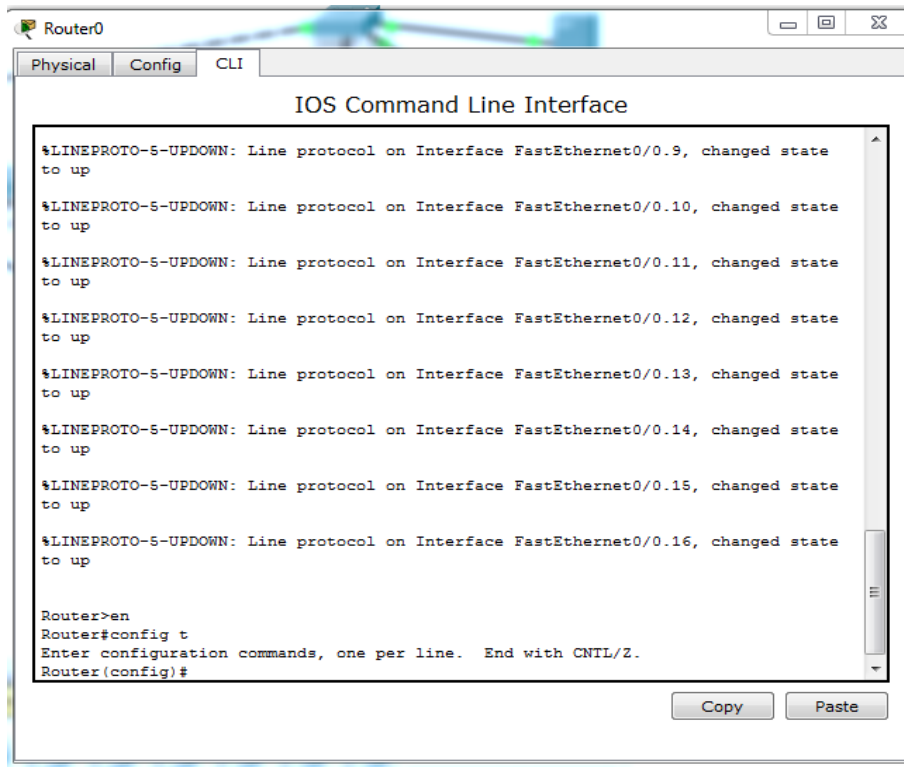 Router0
Physical Config CLI
IOS Command Line Interface
%LINEPROTO-5-UPDOWN: Line protocol on Interface FastEthernet0/0.9, changed state
to up
%LINEPROTO-5-UPDOWN: Line protocol on Interface FastEthernet0/0.10, changed state
to up
%LINEPROTO-5-UPDOWN: Line protocol on Interface FastEthernet0/0.11, changed state
to up
%LINEPROTO-5-UPDOWN: Line protocol on Interface FastEthernet0/0.12, changed state
to up
%LINEPROTO-5-UPDOWN: Line protocol on Interface FastEthernet0/0.13, changed state
to up
%LINEPROTO-5-UPDOWN: Line protocol on Interface FastEthernet0/0.14, changed state
to up
%LINEPROTO-5-UPDOWN: Line protocol on Interface FastEthernet0/0.15, changed state
to up
%LINEPROTO-5-UPDOWN: Line protocol on Interface FastEthernet0/0.16, changed state
to up
Router>en
Router#config t
Enter configuration commands, one per line.  End with CNTL/Z.
Router(config)#
Copy Paste